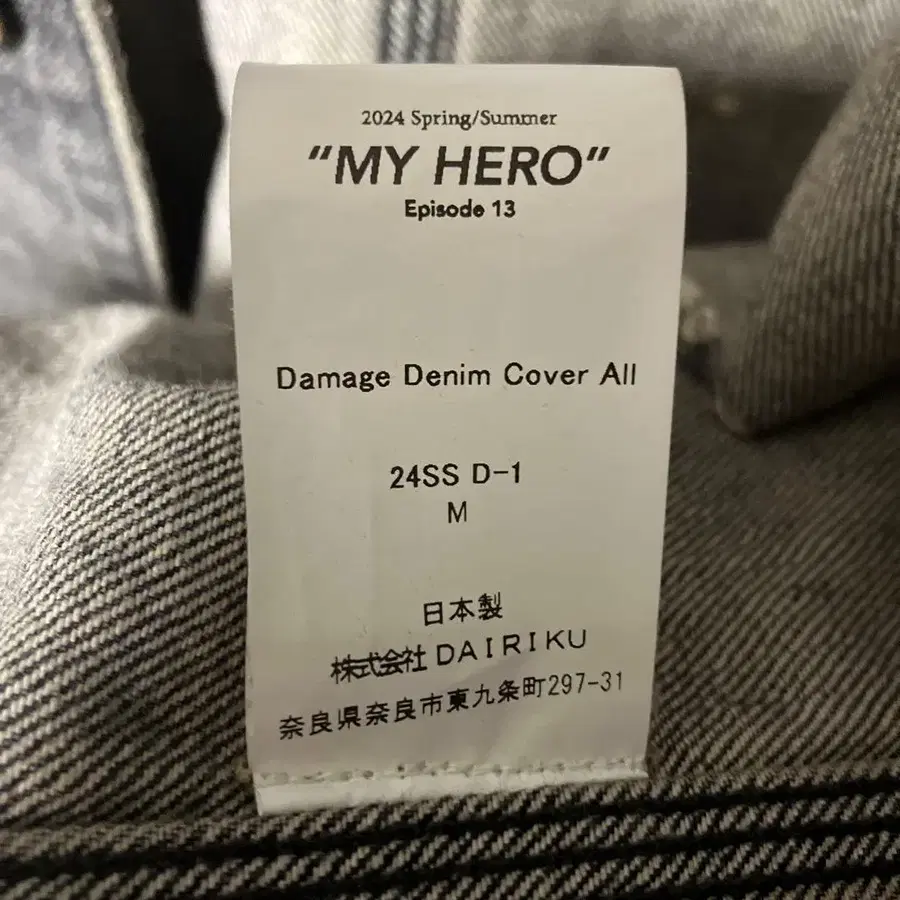 2024 Spring/Summer
“MY HERO”
Episode 13
Damage Denim Cover All
24SS D-1
M
日本製
株式会社 DAIRIKU
奈良県奈良市東九条町297-31